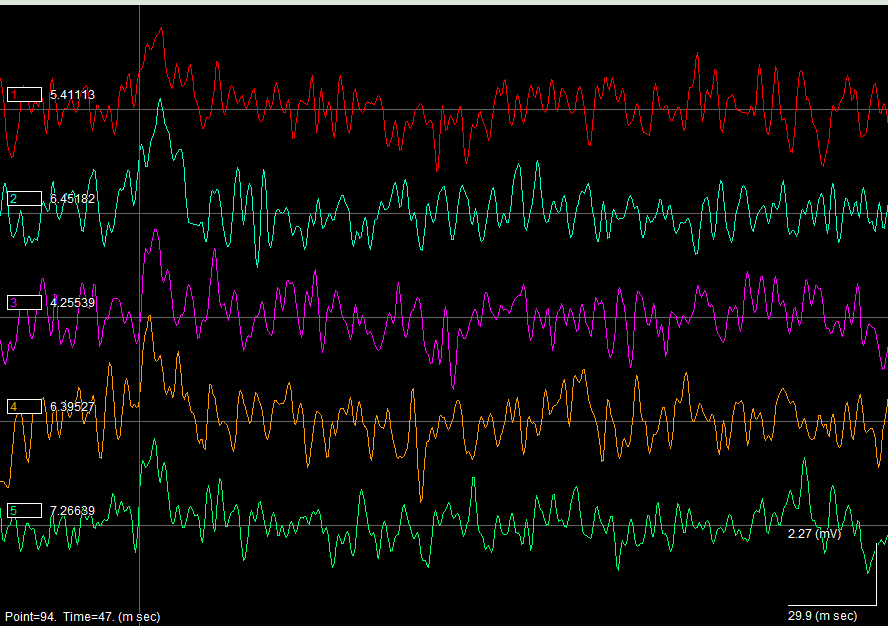 1 5.41113
2 6.45182
3 4.25539
4 6.39527
5 7.26639
2.27 (mV)
29.9 (m sec)
Point=94. Time=47. (m sec)